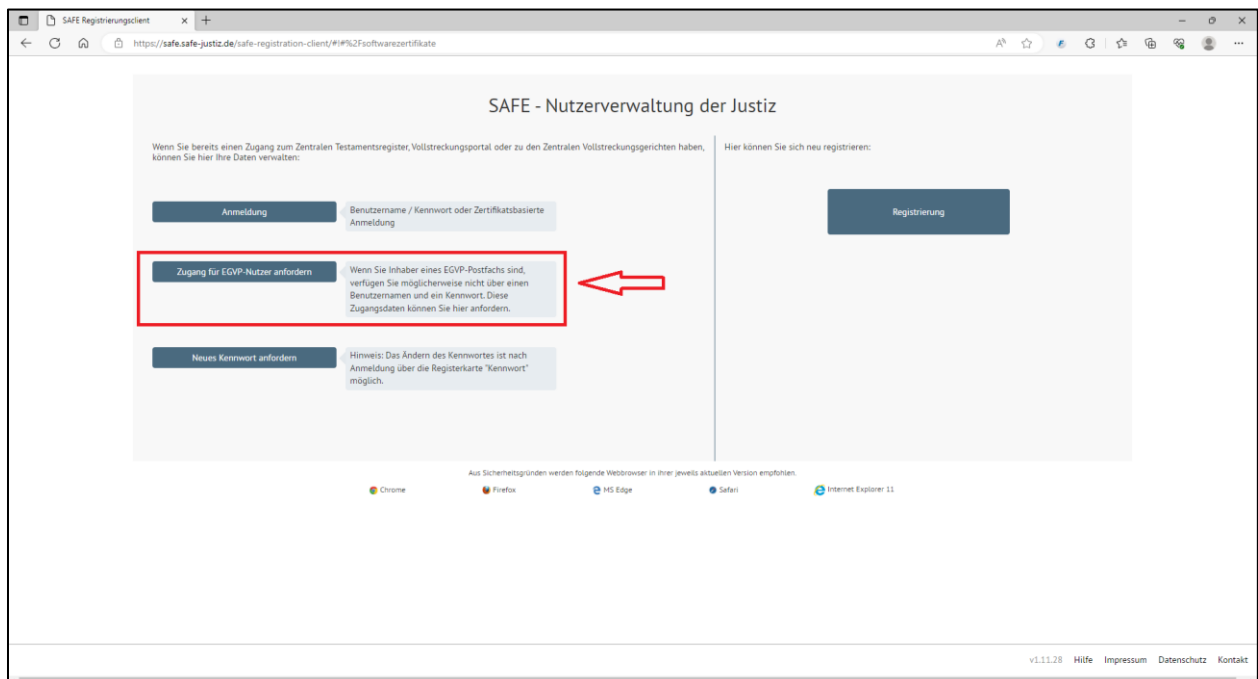 SAFE Registrierungsclient
https://safe.safe-justiz.de/safe-registration-client/#!#%2Fsoftwarezertifikate
SAFE - Nutzerverwaltung der Justiz
Wenn Sie bereits einen Zugang zum Zentralen Testamentsregister, Vollstreckungsportal oder zu den Zentralen Vollstreckungsgerichten haben,
können Sie hier Ihre Daten verwalten:
Hier können Sie sich neu registrieren:
Anmeldung
Benutzername / Kennwort oder Zertifikatsbasierte
Anmeldung
Registrierung
Zugang für EGVP-Nutzer anfordern
Wenn Sie Inhaber eines EGVP-Postfachs sind,
verfügen Sie möglicherweise nicht über einen
Benutzernamen und ein Kennwort. Diese
Zugangsdaten können Sie hier anfordern.
Neues Kennwort anfordern
Hinweis: Das Ändern des Kennwortes ist nach
Anmeldung über die Registerkarte "Kennwort"
möglich.
Aus Sicherheitsgründen werden folgende Webbrowser in ihrer jeweils aktuellen Version empfohlen.
Chrome Firefox MS Edge Safari Internet Explorer 11
v1.11.28 Hilfe Impressum Datenschutz Kontakt